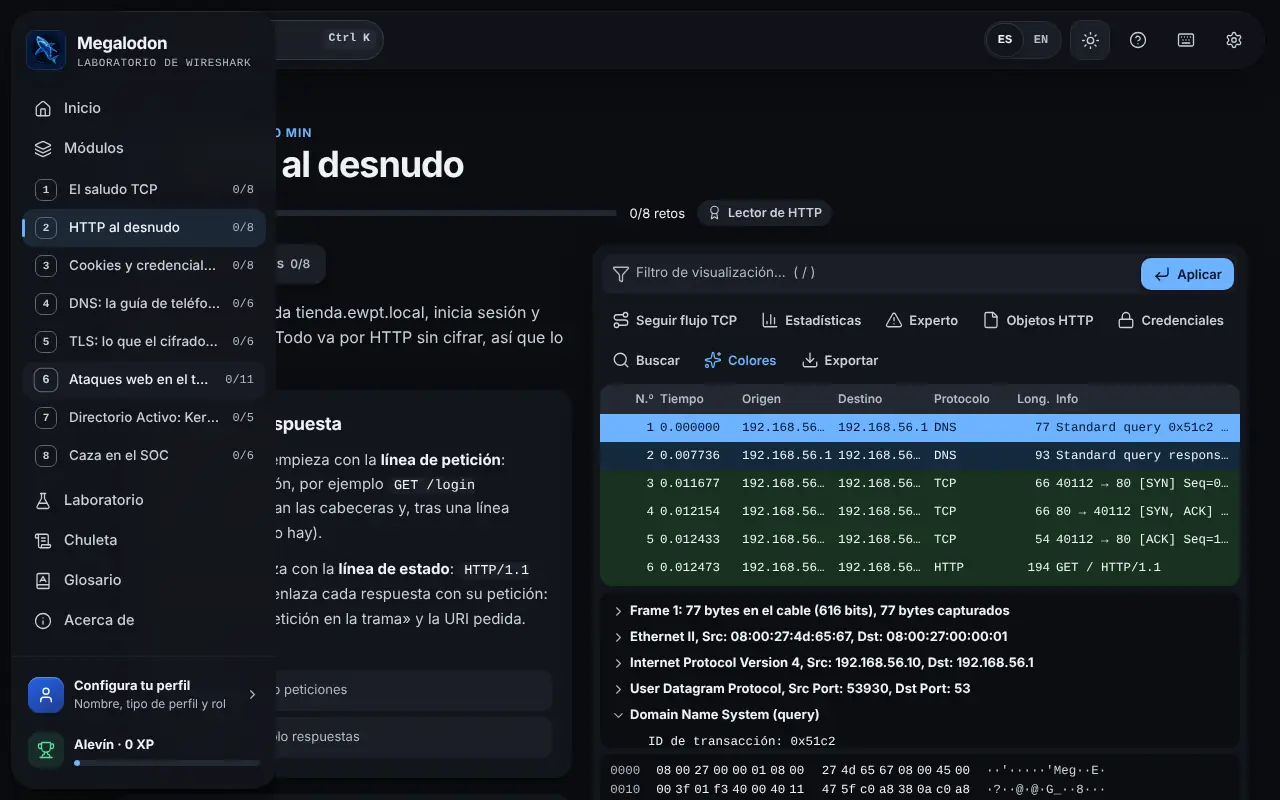 Megalodon
LABORATORIO DE WIRESHARK
Ctrl K
ES
EN
Inicio
Módulos
1 El saludo TCP 0/8
2 HTTP al desnudo 0/8
3 Cookies y credencial... 0/8
4 DNS: la guía de teléfo... 0/6
5 TLS: lo que el cifrado... 0/6
6 Ataques web en el t... 0/11
7 Directorio Activo: Ker... 0/5
8 Caza en el SOC 0/6
Laboratorio
Chuleta
Glosario
Acerca de
Configura tu perfil
Nombre, tipo de perfil y rol
Alevín · 0 XP
MIN
al desnudo
0/8 retos
Lector de HTTP
0/8
tienda.ewpt.local, inicia sesión y
Todo va por HTTP sin cifrar, así que lo
empieza con la línea de petición:
por ejemplo GET /login
las cabeceras y, tras una línea
hay).
con la línea de estado: HTTP/1.1
enlaza cada respuesta con su petición:
en la trama» y la URI pedida.
peticiones
respuestas
Filtro de visualización... ( / )
Aplicar
Seguir flujo TCP
Estadísticas
Experto
Objetos HTTP
Credenciales
Buscar
Colores
Exportar
N.º Tiempo Origen Destino Protocolo Long. Info
1 0.000000 192.168.56… 192.168.56.1 DNS 77 Standard query 0x51c2 …
2 0.007736 192.168.56.1 192.168.56… DNS 93 Standard query respons…
3 0.011677 192.168.56… 192.168.56… TCP 66 40112 → 80 [SYN] Seq=0…
4 0.012154 192.168.56… 192.168.56… TCP 66 80 → 40112 [SYN, ACK] …
5 0.012433 192.168.56… 192.168.56… TCP 54 40112 → 80 [ACK] Seq=1…
6 0.012473 192.168.56… 192.168.56… HTTP 194 GET / HTTP/1.1
Frame 1: 77 bytes en el cable (616 bits), 77 bytes capturados
Ethernet II, Src: 08:00:27:4d:65:67, Dst: 08:00:27:00:00:01
Internet Protocol Version 4, Src: 192.168.56.10, Dst: 192.168.56.1
User Datagram Protocol, Src Port: 53930, Dst Port: 53
Domain Name System (query)
ID de transacción: 0x51c2
0000 08 00 27 00 00 01 08 00 27 4d 65 67 08 00 45 00 ··'·····'Meg··E·
0010 00 3f 01 f3 40 00 40 11 47 5f c0 a8 38 0a c0 a8 ·?··@·@·G_··8···